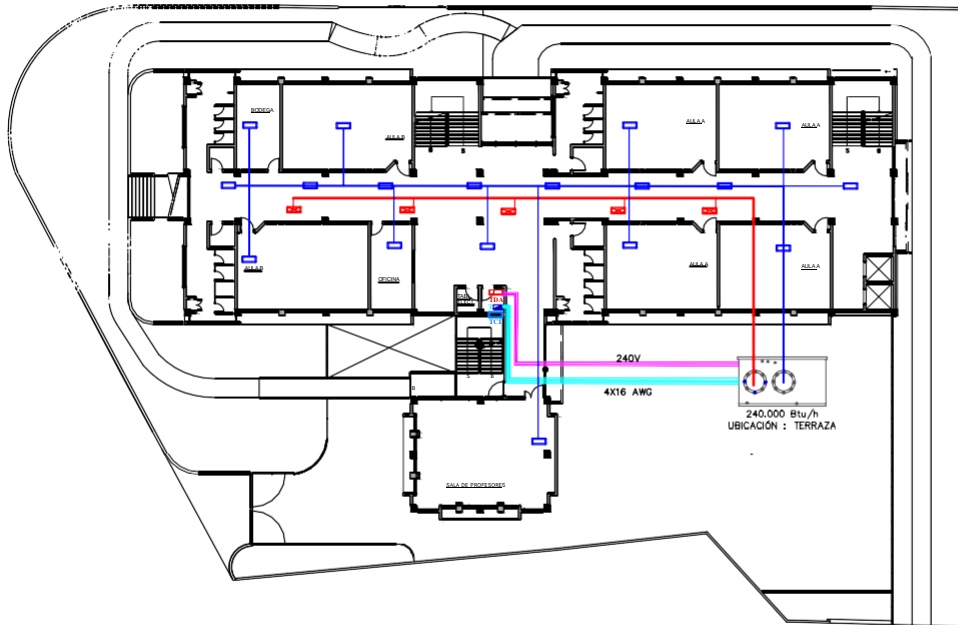 BODEGA
AULA B
AULA A
AULA A
AULA B
OFICINA
AULA A
AULA A
TDA
TCL
240V
4X16 AWG
240.000 Btu/h
UBICACIÓN : TERRAZA
SALA DE PROFESORES